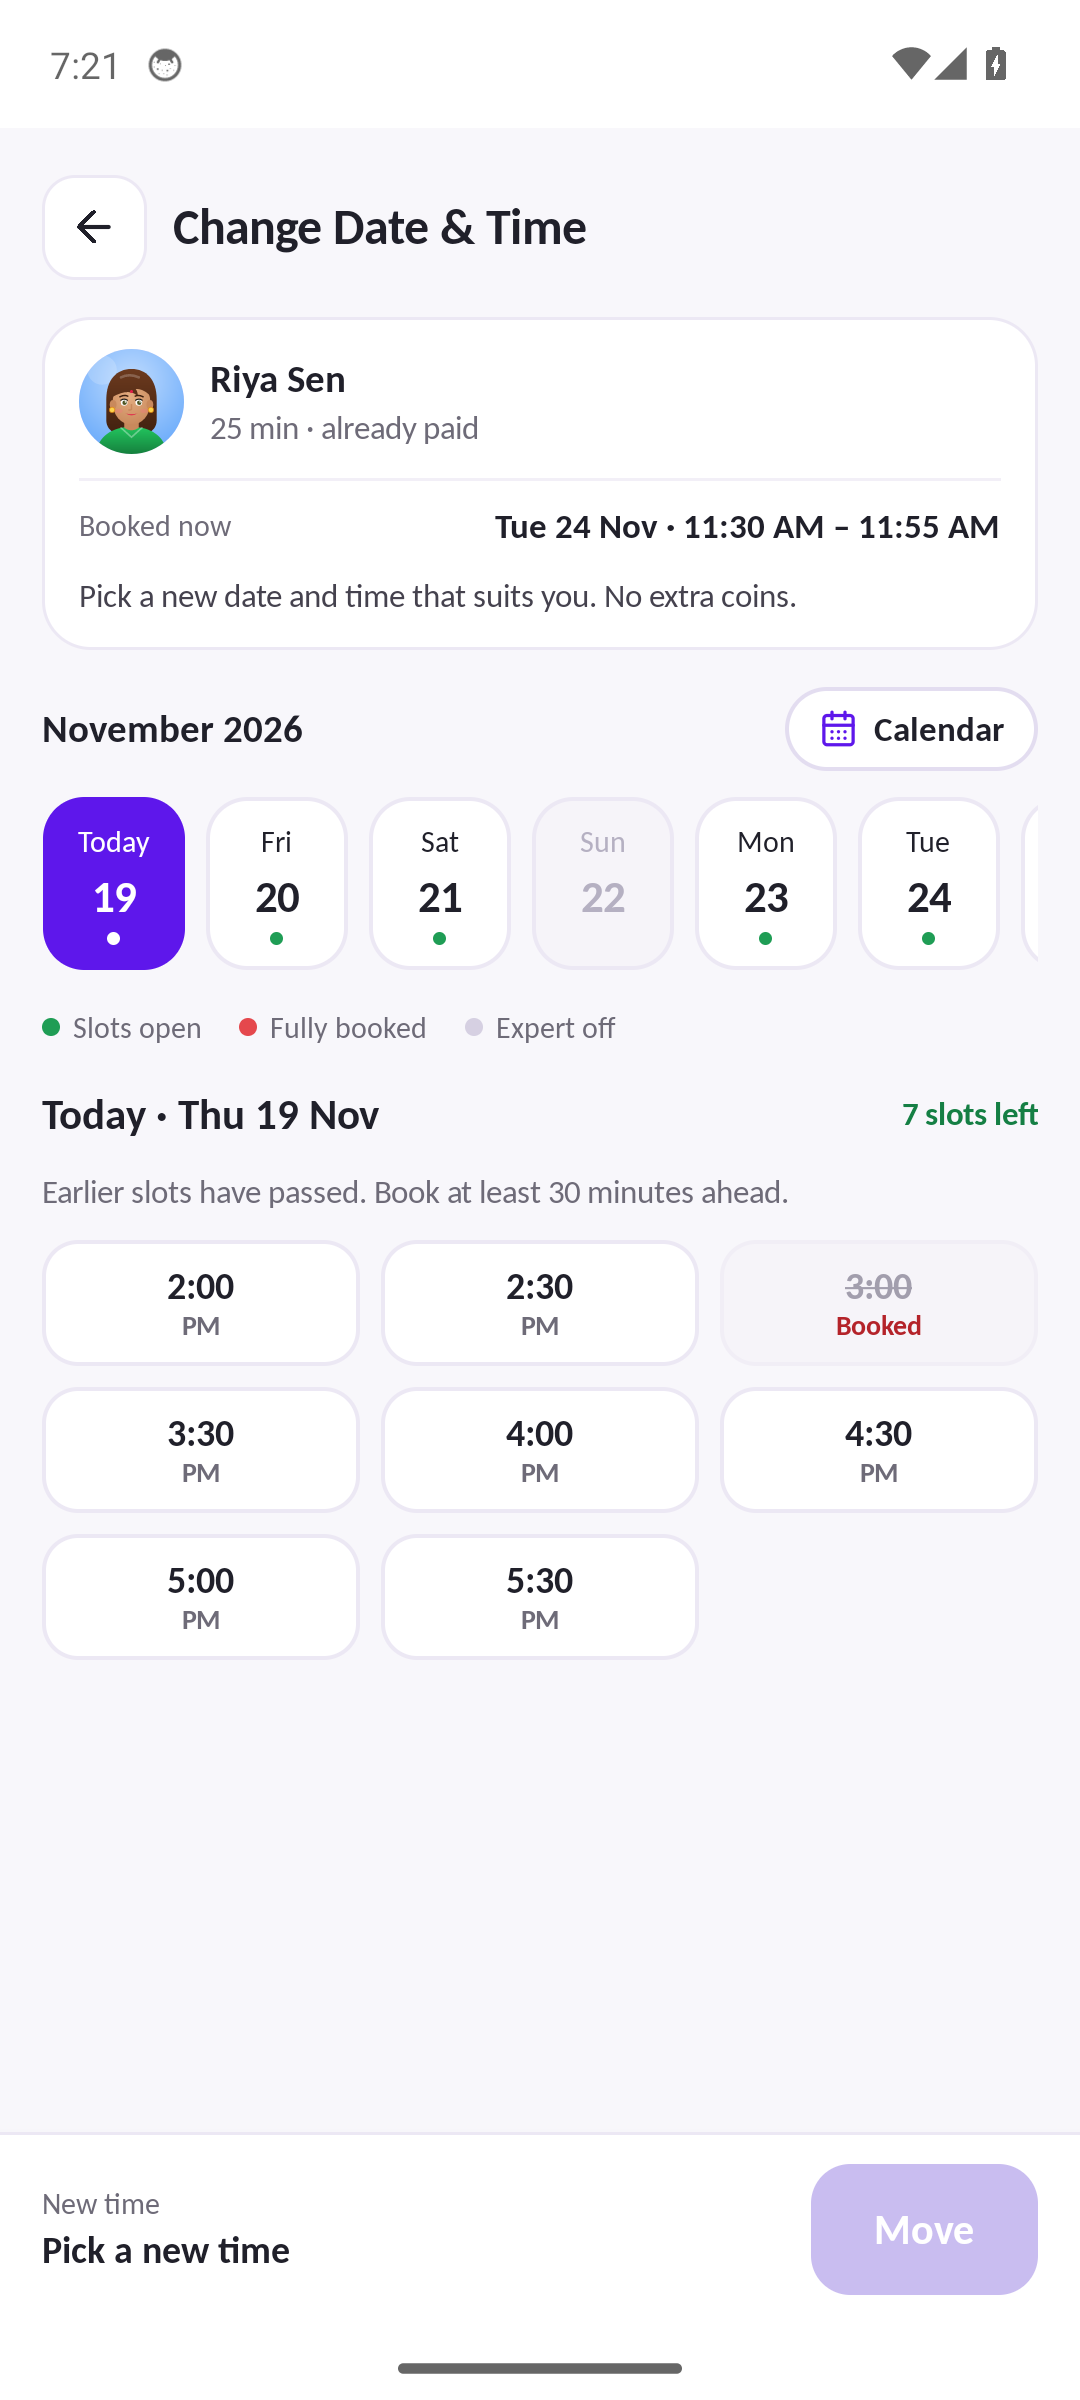 7:21
Change Date & Time
Riya Sen
25 min · already paid
Booked now
Tue 24 Nov · 11:30 AM – 11:55 AM
Pick a new date and time that suits you. No extra coins.
November 2026
Calendar
Today Fri Sat Sun Mon Tue
19 20 21 22 23 24
Slots open Fully booked Expert off
Today · Thu 19 Nov
7 slots left
Earlier slots have passed. Book at least 30 minutes ahead.
2:00 2:30 3:00
PM PM Booked
3:30 4:00 4:30
PM PM PM
5:00 5:30
PM PM
New time
Pick a new time
Move